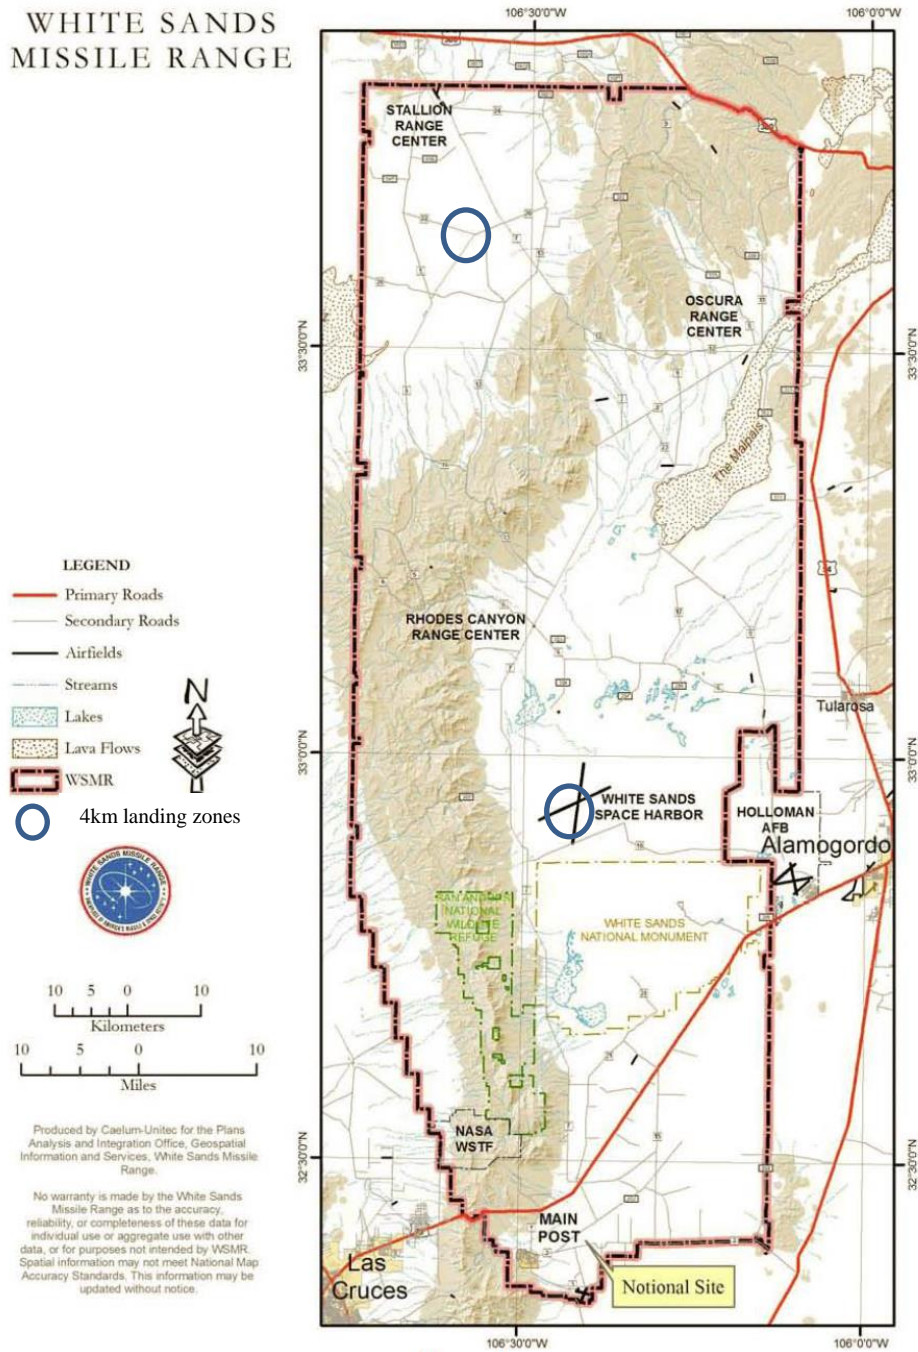 WHITE SANDS
MISSILE RANGE
106°30'0"W
106°0'0"W
STALLION
RANGE
CENTER
OSCURA
RANGE
CENTER
33°30'0"N
33°30'0"N
The Malpais
LEGEND
Primary Roads
Secondary Roads
Airfields
Streams
Lakes
Lava Flows
WSMR
4km landing zones
N
RHODES CANYON
RANGE CENTER
54
Tularosa
33°0'0"N
33°0'0"N
WHITE SANDS
SPACE HARBOR
HOLLOMAN
AFB
Alamogordo
NATIONAL
WILDLIFE
REFUGE
WHITE SANDS
NATIONAL MONUMENT
WHITE SANDS MISSILE RANGE
10 5 0 10
Kilometers
10 5 0 10
Miles
NASA
WSTF
32°30'0"N
32°30'0"N
Produced by Caelum-Unitec for the Plans
Analysis and Integration Office, Geospatial
Information and Services, White Sands Missile
Range.
No warranty is made by the White Sands
Missile Range as to the accuracy,
reliability, or completeness of these data for
individual use or aggregate use with other
data, or for purposes not intended by WSMR.
Spatial information may not meet National Map
Accuracy Standards. This information may be
updated without notice.
MAIN
POST
Las
Cruces
Notional Site
106°30'0"W
106°0'0"W